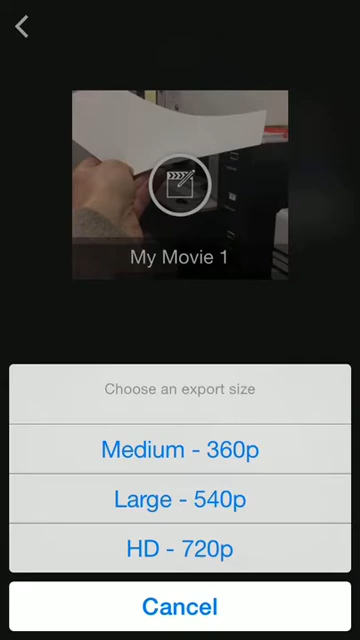 My Movie 1
Choose an export size
Medium - 360p
Large - 540p
HD - 720p
Cancel